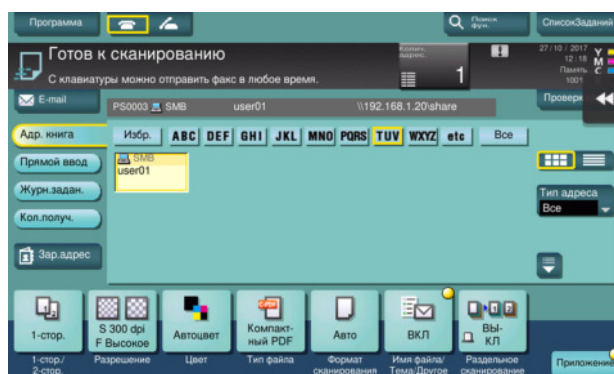 Программа
Поиск
фун.
СписокЗаданий
Готов к сканированию
С клавиатуры можно отправить факс в любое время.
Колич.
адрес.
1
27/10 / 2017
12:18
Память
1001
Y
M
C
E-mail
PS0003 SMB user01 \\192.168.1.20\share
Проверк
Адр. книга
Избр. ABC DEF GHI JKL MNO PQRS TUV WXYZ etc Все
Прямой ввод
SMB
user01
Журн.задан.
Тип адреса
Все
Кол.получ.
Зар.адрес
1-стор.
S 300 dpi
F Высокое
Автоцвет
Компакт-
ный PDF
Авто
ВКЛ
ВЫ-
КЛ
1-стор./
2-стор.
Разрешение
Цвет
Тип файла
Формат
сканирования
Имя файла/
Тема/Другое
Раздельное
сканирование
Приложение